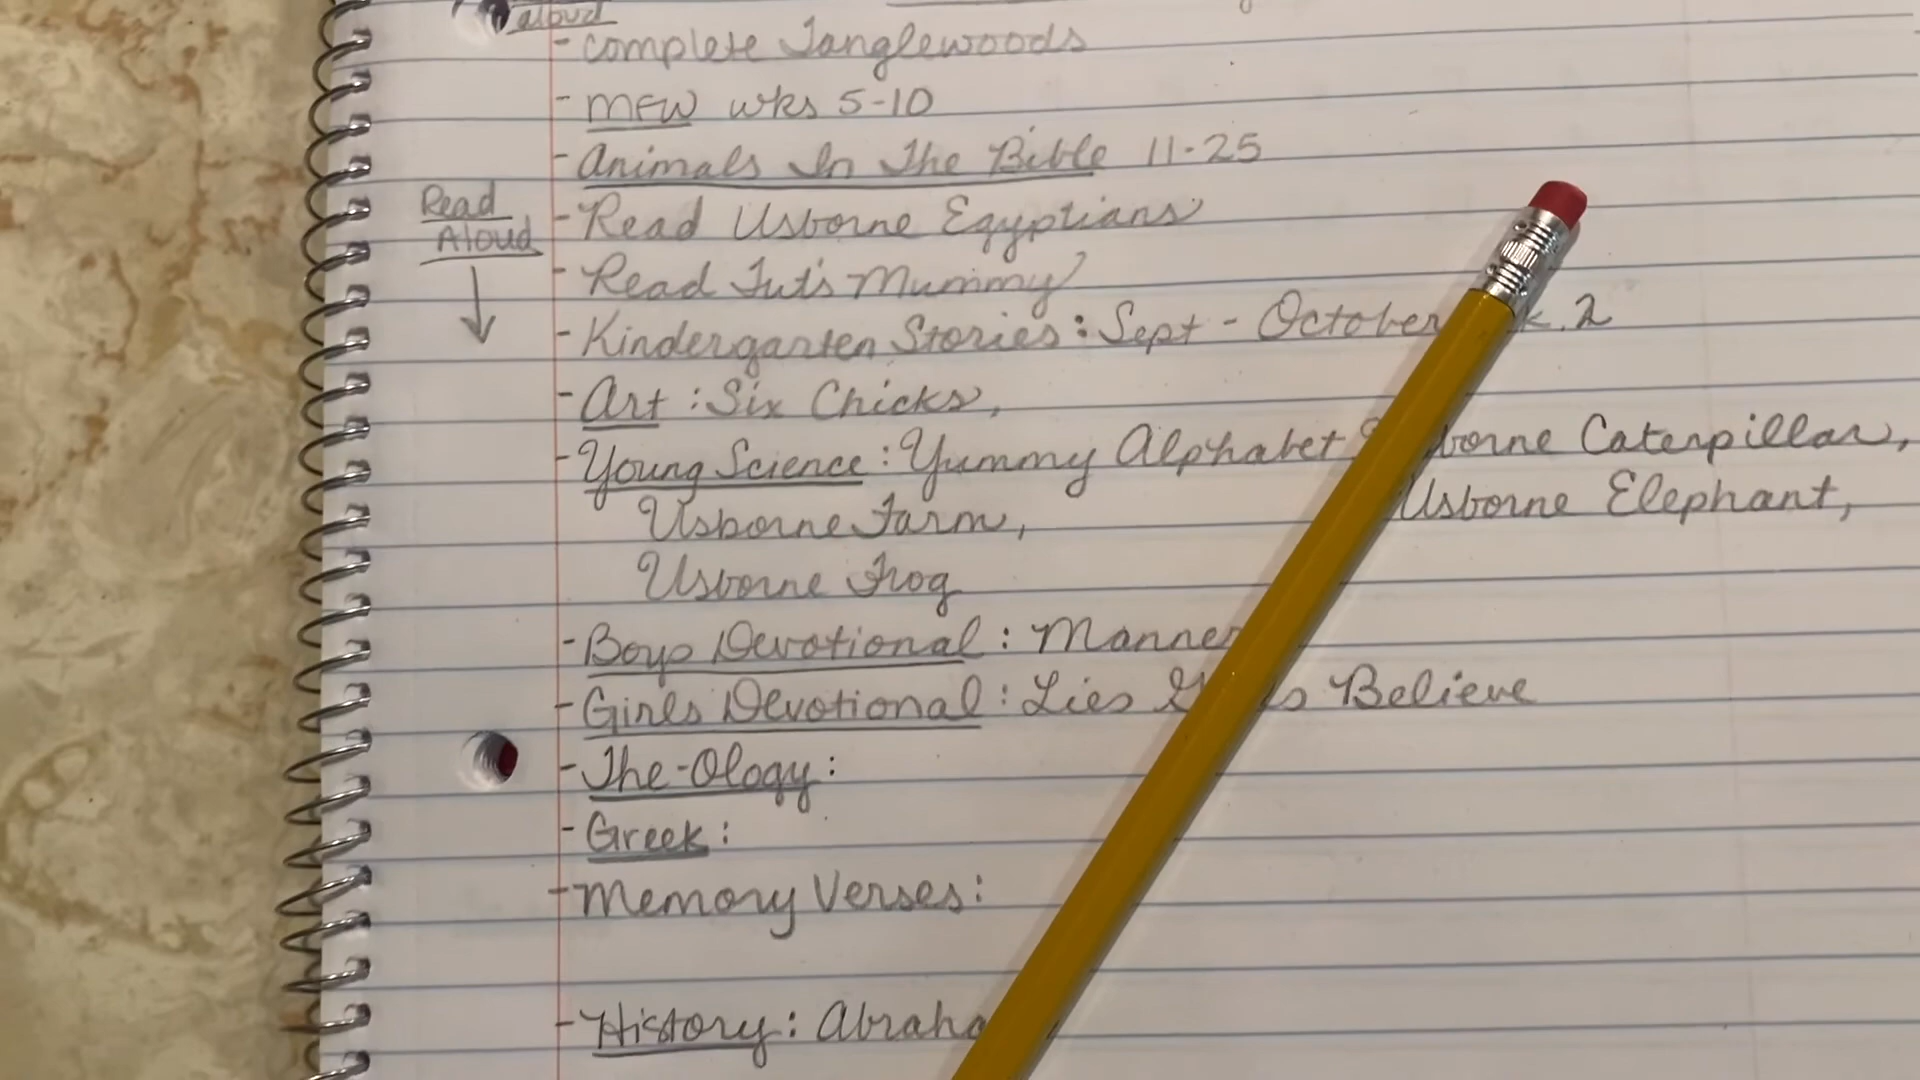 aloud
- Complete Tanglewoods
- MFW wks 5-10
- Animals In The Bible 11-25
Read
Aloud
- Read Usborne Egyptians
- Read Tut's Mummy
- Kindergarten Stories: Sept - October 2
- Art: Six Chicks,
- Young Science: Yummy Alphabet Caterpillar,
Usborne Farm, Usborne Elephant,
Usborne Frog
- Boys Devotional:
- Girls Devotional: Lies Believe
- The-Ology:
- Greek:
- Memory Verses:
- History: